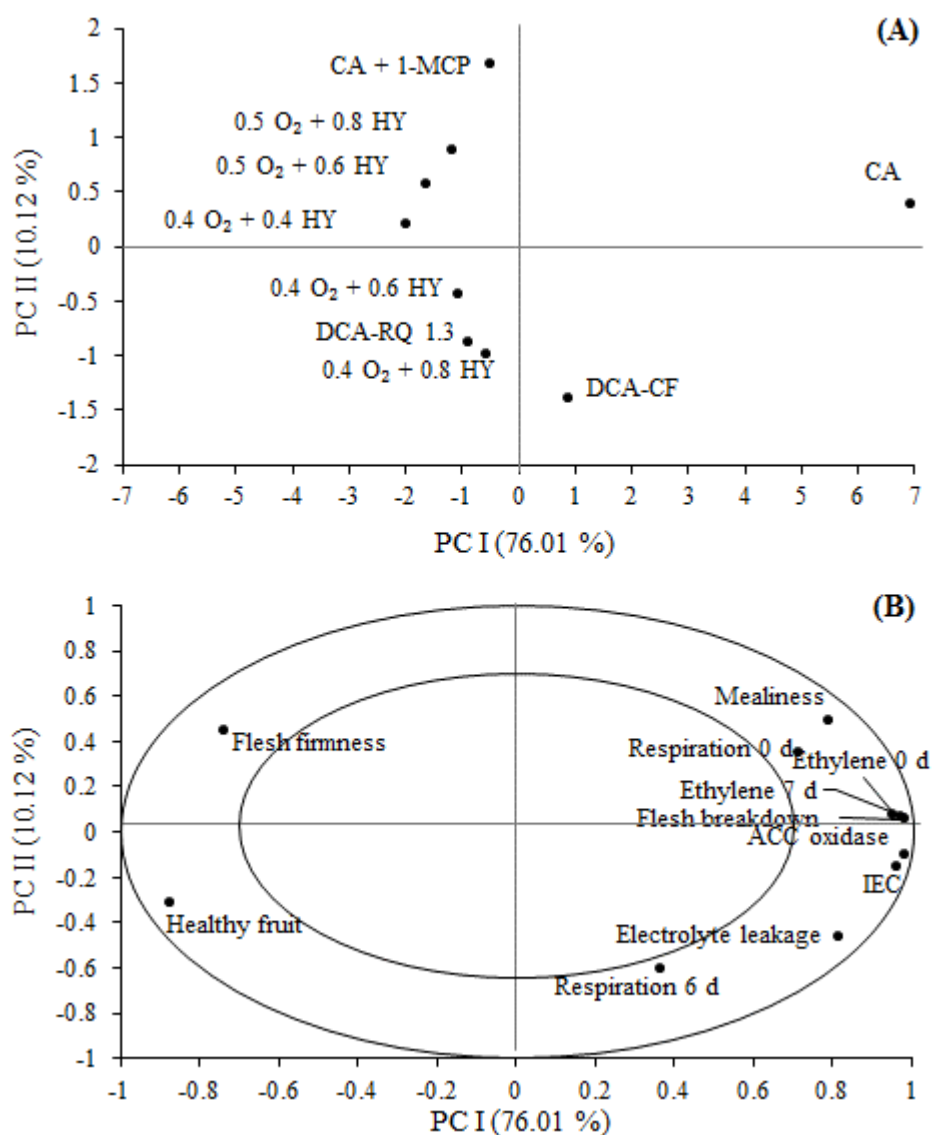 (A)
2
1.5
1
0.5
0
-0.5
-1
-1.5
-2
PC II (10.12 %)
CA + 1-MCP
0.5 O₂ + 0.8 HY
0.5 O₂ + 0.6 HY
CA
0.4 O₂ + 0.4 HY
0.4 O₂ + 0.6 HY
DCA-RQ 1.3
0.4 O₂ + 0.8 HY
DCA-CF
-7 -6 -5 -4 -3 -2 -1 0 1 2 3 4 5 6 7
PC I (76.01 %)
(B)
1
0.8
0.6
0.4
0.2
0
-0.2
-0.4
-0.6
-0.8
-1
PC II (10.12 %)
Mealiness
Flesh firmness
Respiration 0 d
Ethylene 0 d
Ethylene 7 d
Flesh breakdown
ACC oxidase
IEC
Healthy fruit
Electrolyte leakage
Respiration 6 d
-1 -0.8 -0.6 -0.4 -0.2 0 0.2 0.4 0.6 0.8 1
PC I (76.01 %)